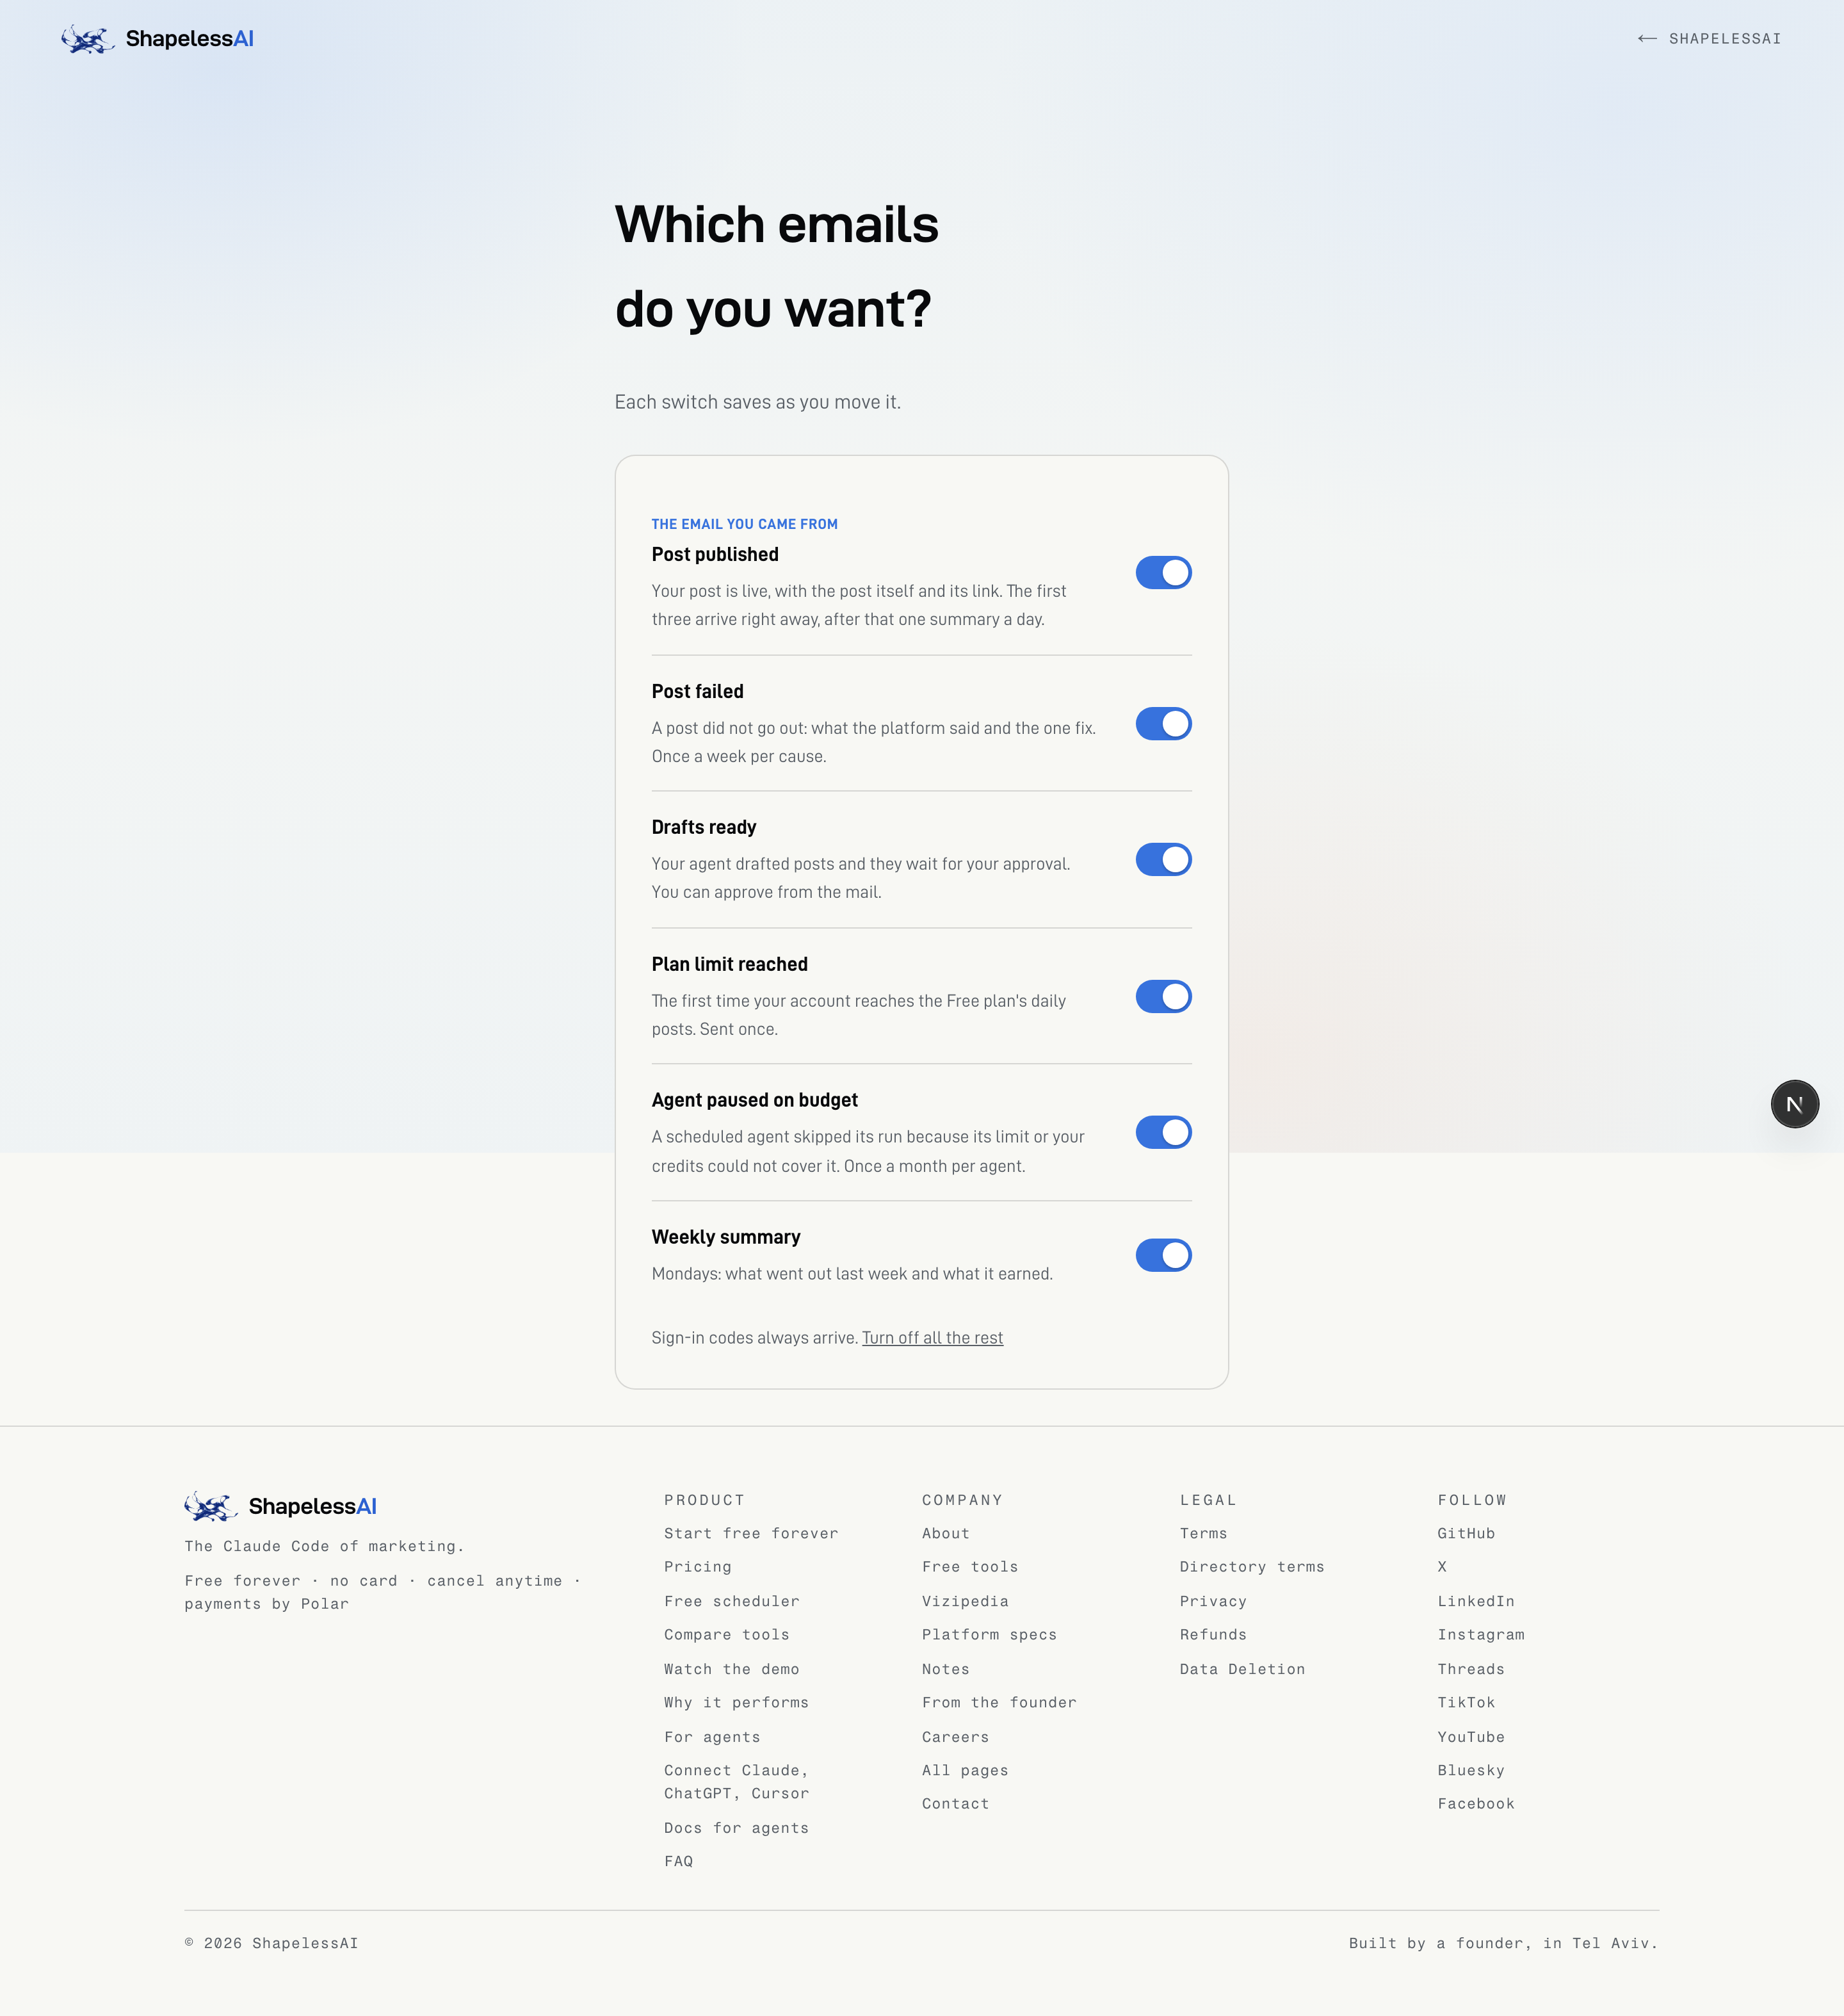 ShapelessAI
← SHAPELESSAI
Which emails
do you want?
Each switch saves as you move it.
THE EMAIL YOU CAME FROM
Post published
Your post is live, with the post itself and its link. The first
three arrive right away, after that one summary a day.
Post failed
A post did not go out: what the platform said and the one fix.
Once a week per cause.
Drafts ready
Your agent drafted posts and they wait for your approval.
You can approve from the mail.
Plan limit reached
The first time your account reaches the Free plan's daily
posts. Sent once.
Agent paused on budget
A scheduled agent skipped its run because its limit or your
credits could not cover it. Once a month per agent.
Weekly summary
Mondays: what went out last week and what it earned.
Sign-in codes always arrive. Turn off all the rest
N
ShapelessAI
The Claude Code of marketing.
Free forever · no card · cancel anytime ·
payments by Polar
PRODUCT
Start free forever
Pricing
Free scheduler
Compare tools
Watch the demo
Why it performs
For agents
Connect Claude,
ChatGPT, Cursor
Docs for agents
FAQ
COMPANY
About
Free tools
Vizipedia
Platform specs
Notes
From the founder
Careers
All pages
Contact
LEGAL
Terms
Directory terms
Privacy
Refunds
Data Deletion
FOLLOW
GitHub
X
LinkedIn
Instagram
Threads
TikTok
YouTube
Bluesky
Facebook
© 2026 ShapelessAI
Built by a founder, in Tel Aviv.